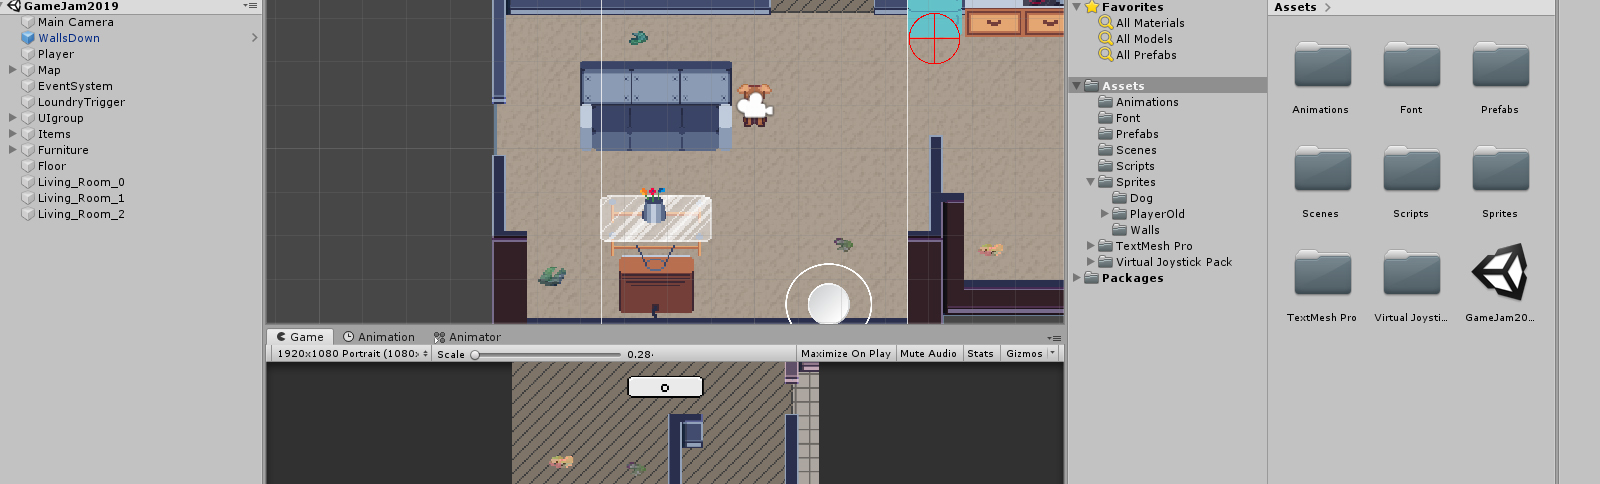 GameJam2019
Main Camera
WallsDown
Player
Map
EventSystem
LoundryTrigger
UIgroup
Items
Furniture
Floor
Living_Room_0
Living_Room_1
Living_Room_2
Game
Animation
Animator
1920x1080 Portrait (1080x
Scale
0.28
Maximize On Play
Mute Audio
Stats
Gizmos
o
Favorites
All Materials
All Models
All Prefabs
Assets
Animations
Font
Prefabs
Scenes
Scripts
Sprites
Dog
PlayerOld
Walls
TextMesh Pro
Virtual Joystick Pack
Packages
Assets
Animations
Font
Prefabs
Scenes
Scripts
Sprites
TextMesh Pro
Virtual Joysti...
GameJam20...